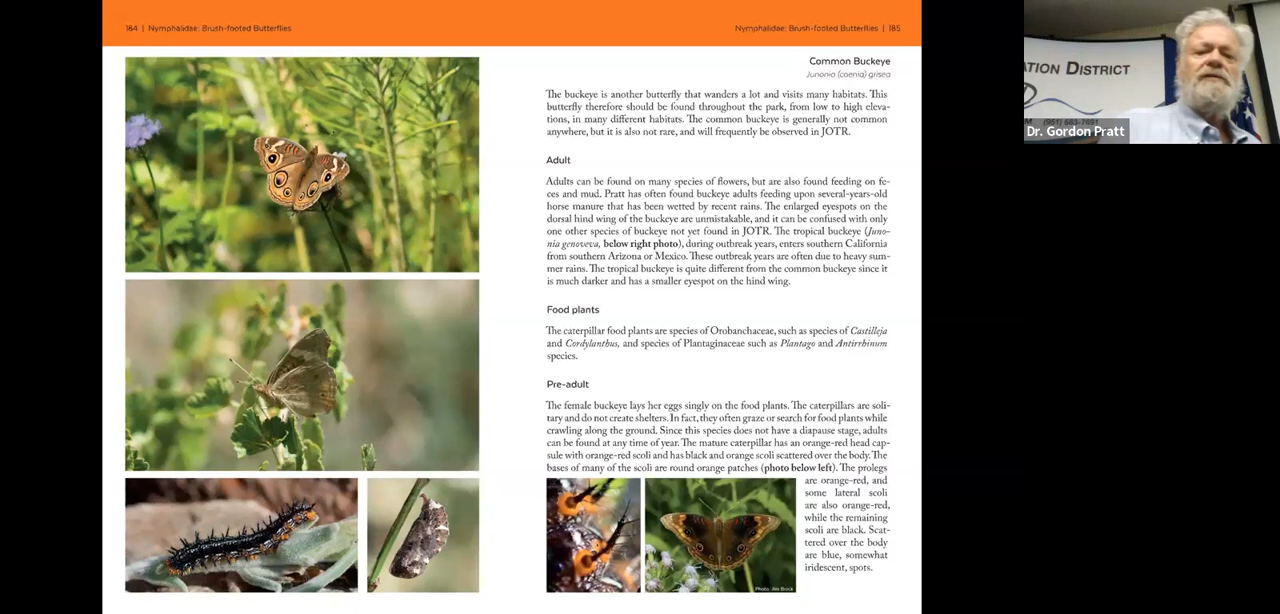 184 | Nymphalidae: Brush-footed Butterflies
Nymphalidae: Brush-footed Butterflies | 185
Common Buckeye
Junonia (coenia) grisea
The buckeye is another butterfly that wanders a lot and visits many habitats. This
butterfly therefore should be found throughout the park, from low to high eleva-
tions, in many different habitats. The common buckeye is generally not common
anywhere, but it is also not rare, and will frequently be observed in JOTR.
Adult
Adults can be found on many species of flowers, but are also found feeding on fe-
ces and mud. Pratt has often found buckeye adults feeding upon several-years-old
horse manure that has been wetted by recent rains. The enlarged eyespots on the
dorsal hind wing of the buckeye are unmistakable, and it can be confused with only
one other species of buckeye not yet found in JOTR. The tropical buckeye (Juno-
nia genoveva, below right photo), during outbreak years, enters southern California
from southern Arizona or Mexico. These outbreak years are often due to heavy sum-
mer rains. The tropical buckeye is quite different from the common buckeye since it
is much darker and has a smaller eyespot on the hind wing.
Food plants
The caterpillar food plants are species of Orobanchaceae, such as species of Castilleja
and Cordylanthus, and species of Plantaginaceae such as Plantago and Antirrhinum
species.
Pre-adult
The female buckeye lays her eggs singly on the food plants. The caterpillars are soli-
tary and do not create shelters. In fact, they often graze or search for food plants while
crawling along the ground. Since this species does not have a diapause stage, adults
can be found at any time of year. The mature caterpillar has an orange-red head cap-
sule with orange-red scoli and has black and orange scoli scattered over the body. The
bases of many of the scoli are round orange patches (photo below left). The prolegs
are orange-red, and
some lateral scoli
are also orange-red,
while the remaining
scoli are black. Scat-
tered over the body
are blue, somewhat
iridescent, spots.
Photo: Jim Brock
ATION DISTRICT
Dr. Gordon Pratt